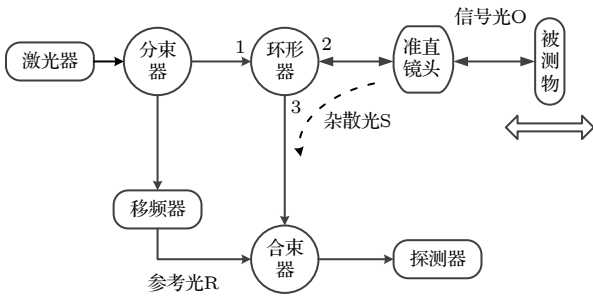 信号光O
激光器
分束
器
1
环形
器
2
准直
镜头
被
测
物
3
杂散光S
移频器
参考光R
合束
器
探测器